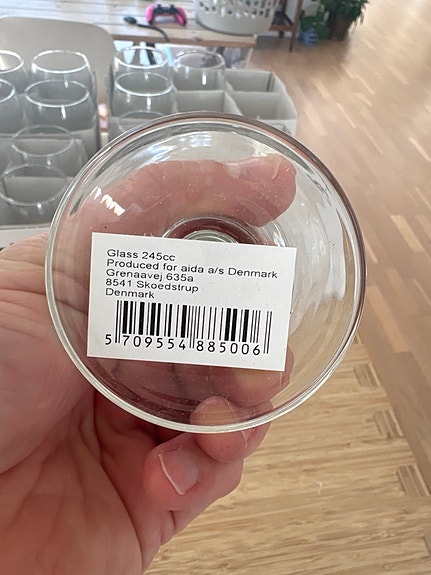 Glass 245cc
Produced for aida a/s Denmark
Grenaavej 635a
8541 Skoedstrup
Denmark
5 709554 885006